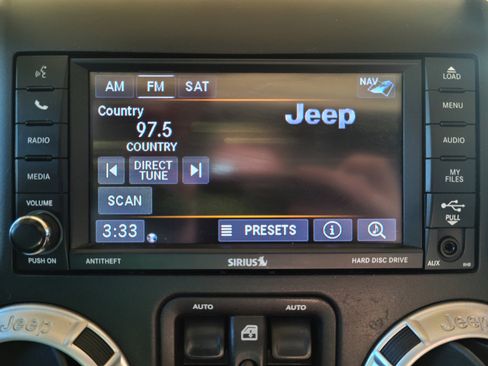 LOAD
AM FM SAT NAV
MENU
Country
Jeep
97.5
COUNTRY
RADIO
AUDIO
DIRECT
TUNE
MEDIA
MY
FILES
SCAN
VOLUME
PULL
3:33 PRESETS
PUSH ON
ANTITHEFT
SIRIUS
HARD DISC DRIVE
AUX
RHB
AUTO AUTO
Jeep
Jeep